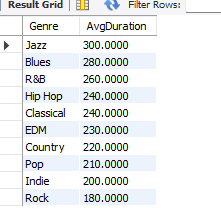 Result Grid Filter Rows:
Genre AvgDuration
Jazz 300.0000
Blues 280.0000
R&B 260.0000
Hip Hop 240.0000
Classical 240.0000
EDM 230.0000
Country 220.0000
Pop 210.0000
Indie 200.0000
Rock 180.0000